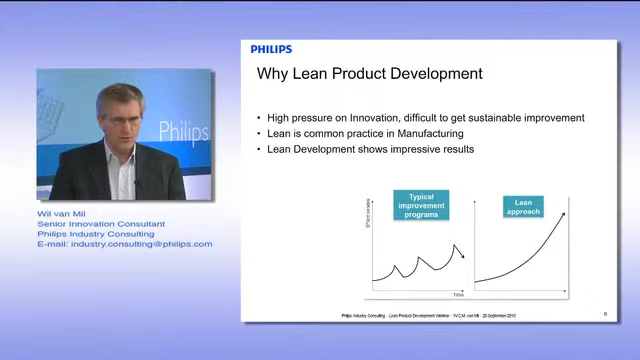 Philips
Wil van Mil
Senior Innovation Consultant
Philips Industry Consulting
E-mail: industry.consulting@philips.com
PHILIPS
Why Lean Product Development
• High pressure on Innovation, difficult to get sustainable improvement
• Lean is common practice in Manufacturing
• Lean Development shows impressive results
Typical
improvement
programs
Lean
approach
Effectiveness
Time
Philips Industry Consulting - Lean Product Development Webinar - W.C.M. van Mil - 28 September 2010
6